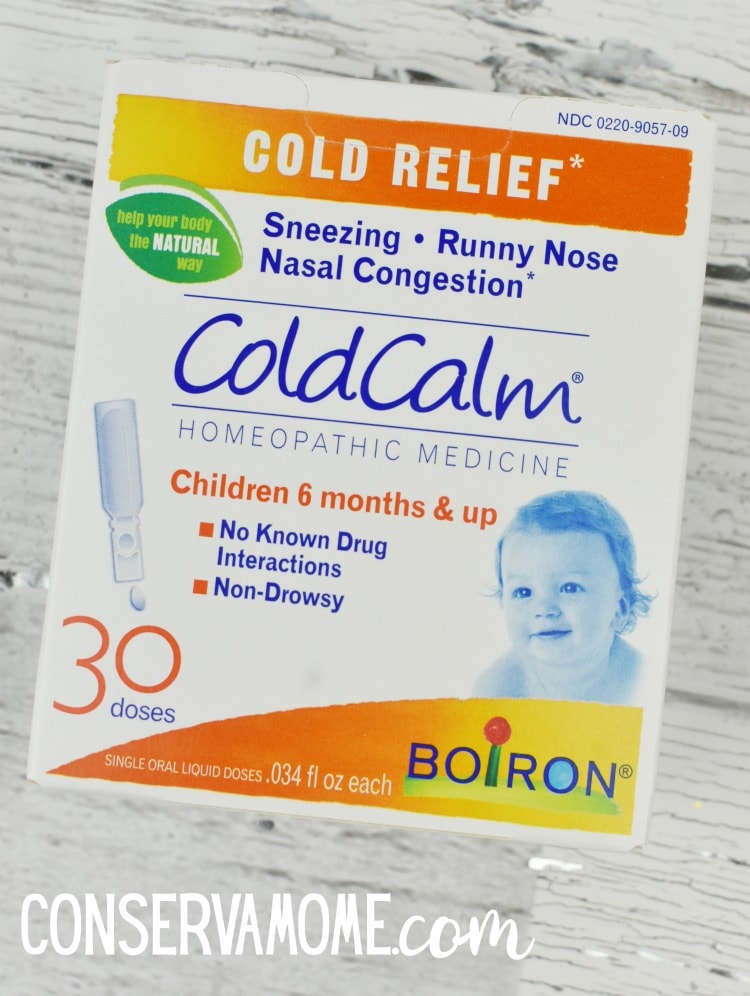 NDC 0220-9057-09
COLD RELIEF*
help your body
the NATURAL
way
Sneezing • Runny Nose
Nasal Congestion*
ColdCalm®
HOMEOPATHIC MEDICINE
Children 6 months & up
■ No Known Drug
Interactions
■ Non-Drowsy
30
doses
SINGLE ORAL LIQUID DOSES .034 fl oz each
BOIRON®
CONSERVAMOME.com